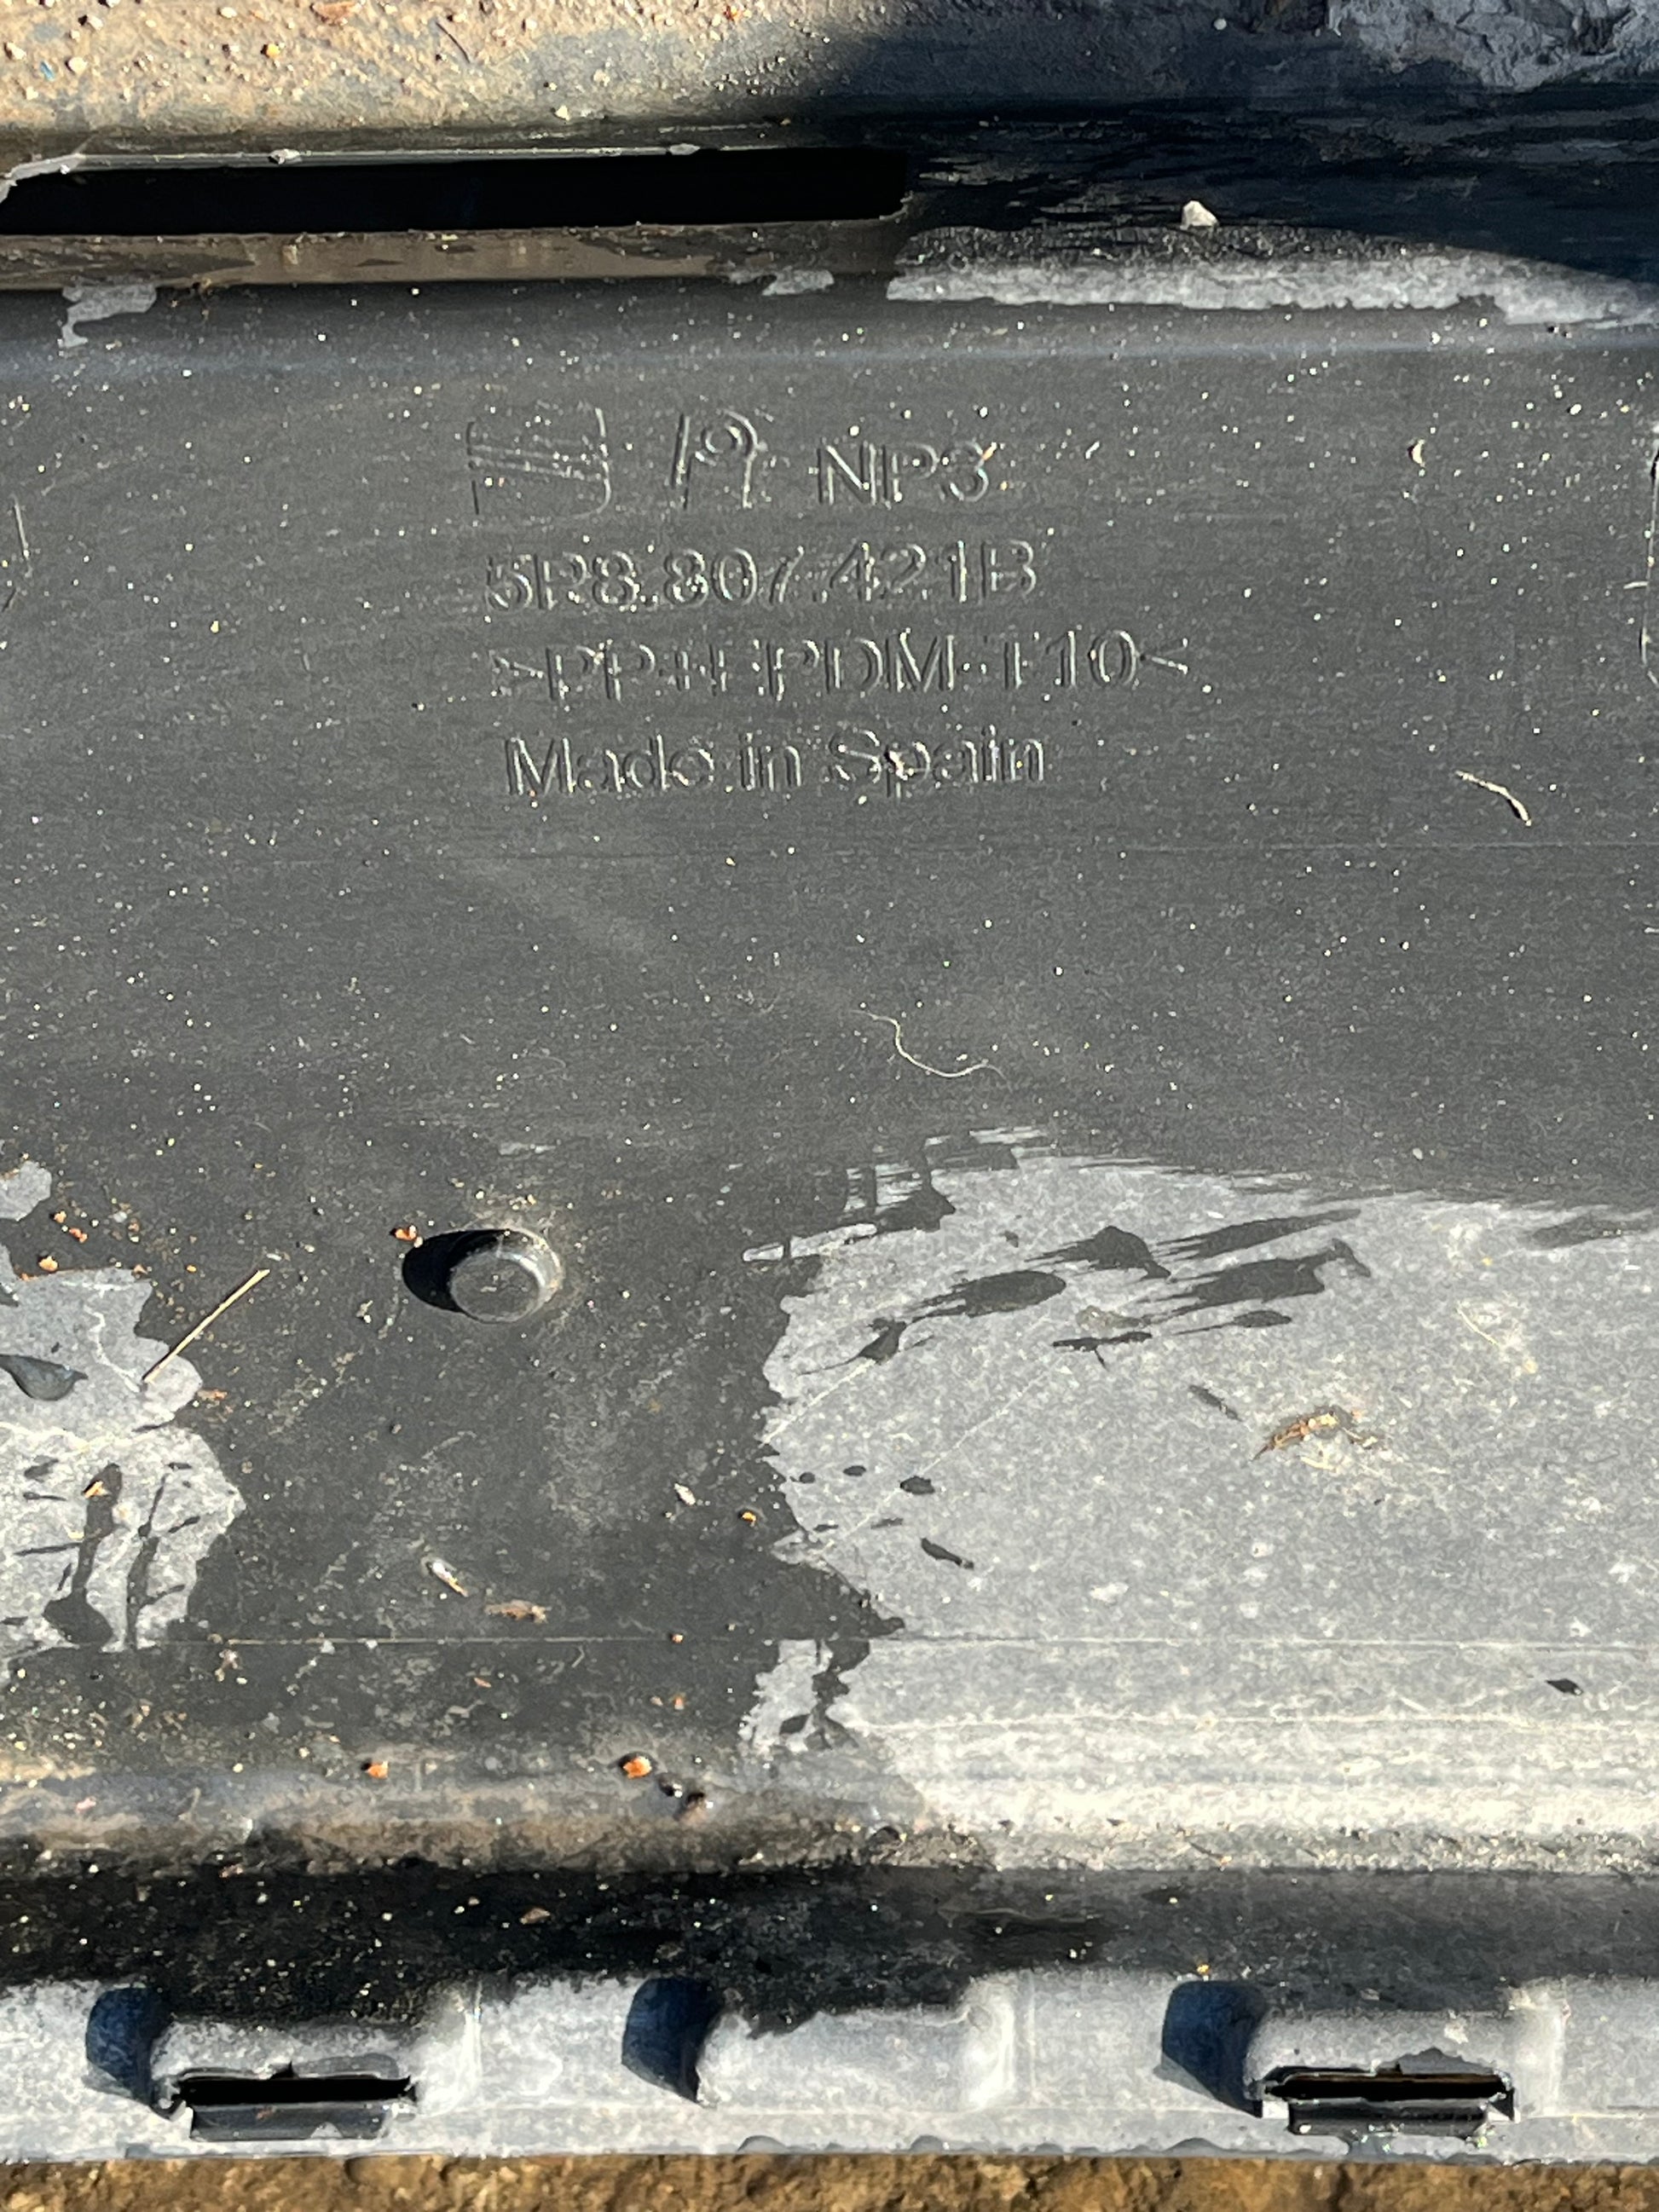 NP3
5P8.807.421B
>PP+EPDM-T10<
Made in Spain